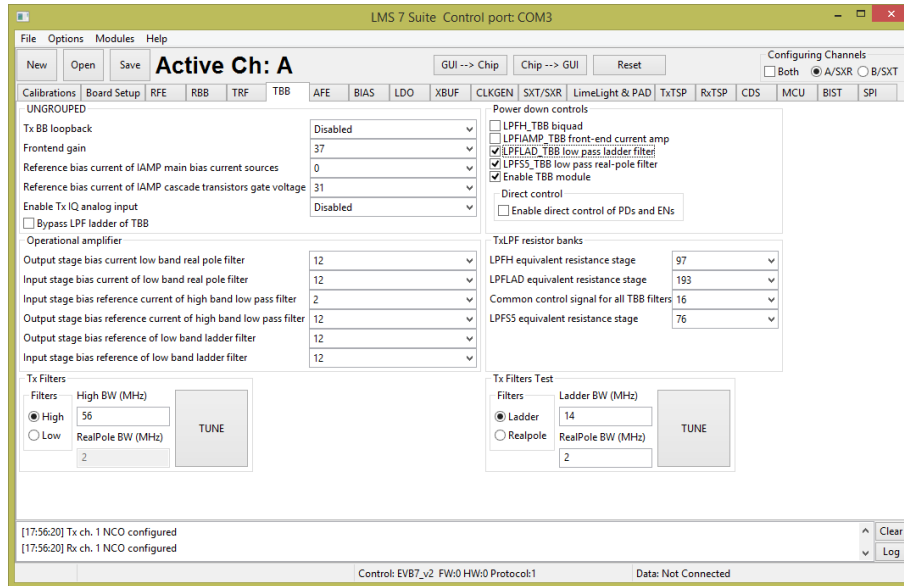 LMS 7 Suite Control port: COM3
File Options Modules Help
New Open Save Active Ch: A GUI --> Chip Chip --> GUI Reset Configuring Channels
Both A/SXR B/SXT
Calibrations Board Setup RFE RBB TRF TBB AFE BIAS LDO XBUF CLKGEN SXT/SXR LimeLight & PAD TxTSP RxTSP CDS MCU BIST SPI
UNGROUPED
Tx BB loopback Disabled
Frontend gain 37
Reference bias current of IAMP main bias current sources 0
Reference bias current of IAMP cascade transistors gate voltage 31
Enable Tx IQ analog input Disabled
Bypass LPF ladder of TBB
Power down controls
LPFH_TBB biquad
LPFIAMP_TBB front-end current amp
LPFLAD_TBB low pass ladder filter
LPFS5_TBB low pass real-pole filter
Enable TBB module
Direct control
Enable direct control of PDs and ENs
Operational amplifier
Output stage bias current low band real pole filter 12
Input stage bias current of low band real pole filter 12
Input stage bias reference current of high band low pass filter 2
Output stage bias reference current of high band low pass filter 12
Output stage bias reference of low band ladder filter 12
Input stage bias reference of low band ladder filter 12
TxLPF resistor banks
LPFH equivalent resistance stage 97
LPFLAD equivalent resistance stage 193
Common control signal for all TBB filters 16
LPFS5 equivalent resistance stage 76
Tx Filters
Filters High BW (MHz)
High 56
Low RealPole BW (MHz)
2
TUNE
Tx Filters Test
Filters Ladder BW (MHz)
Ladder 14
Realpole RealPole BW (MHz)
2
TUNE
[17:56:20] Tx ch. 1 NCO configured Clear
[17:56:20] Rx ch. 1 NCO configured Log
Control: EVB7_v2 FW:0 HW:0 Protocol:1 Data: Not Connected